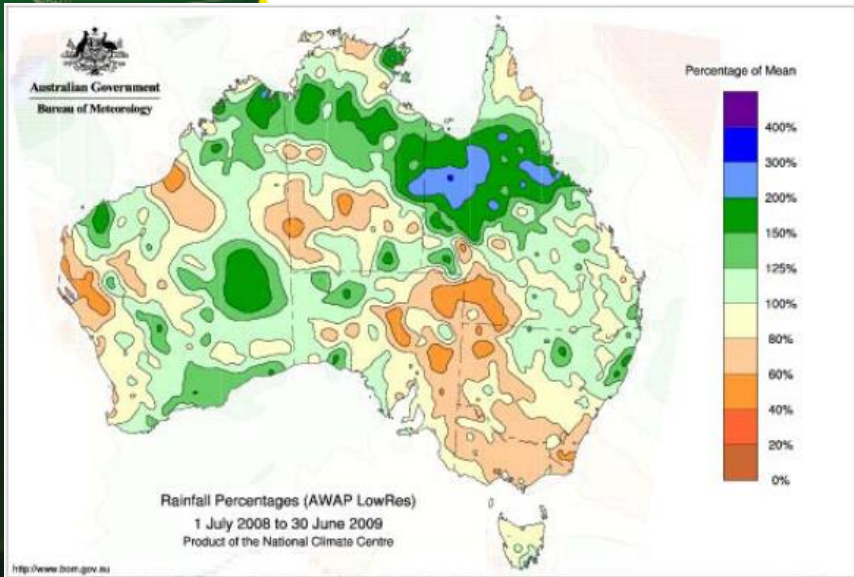 Australian Government
Bureau of Meteorology
Percentage of Mean
400%
300%
200%
150%
125%
100%
80%
60%
40%
20%
0%
Rainfall Percentages (AWAP LowRes)
1 July 2008 to 30 June 2009
Product of the National Climate Centre
http://www.bom.gov.au